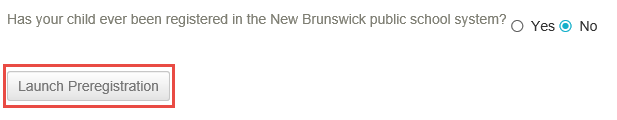 Has your child ever been registered in the New Brunswick public school system? Yes No
Launch Preregistration